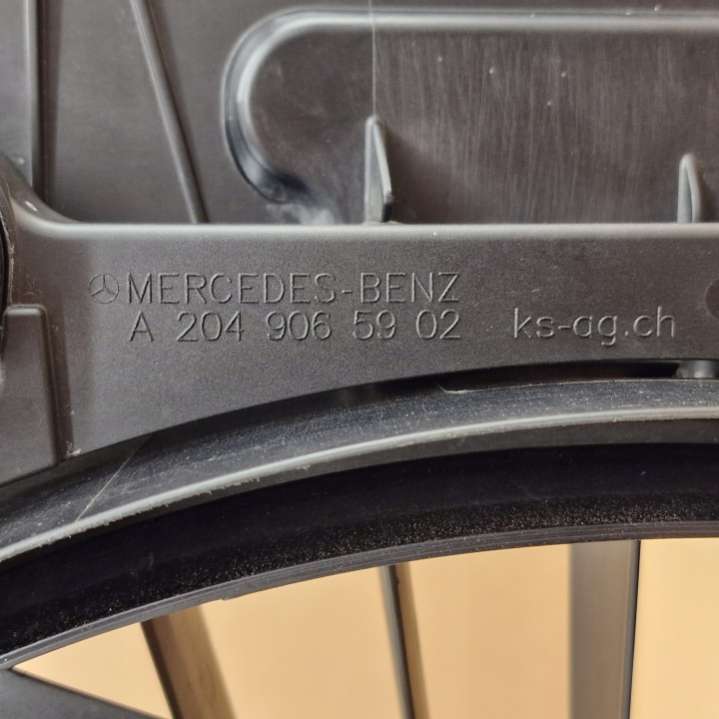 MERCEDES-BENZ
A 204 906 59 02 ks-ag.ch